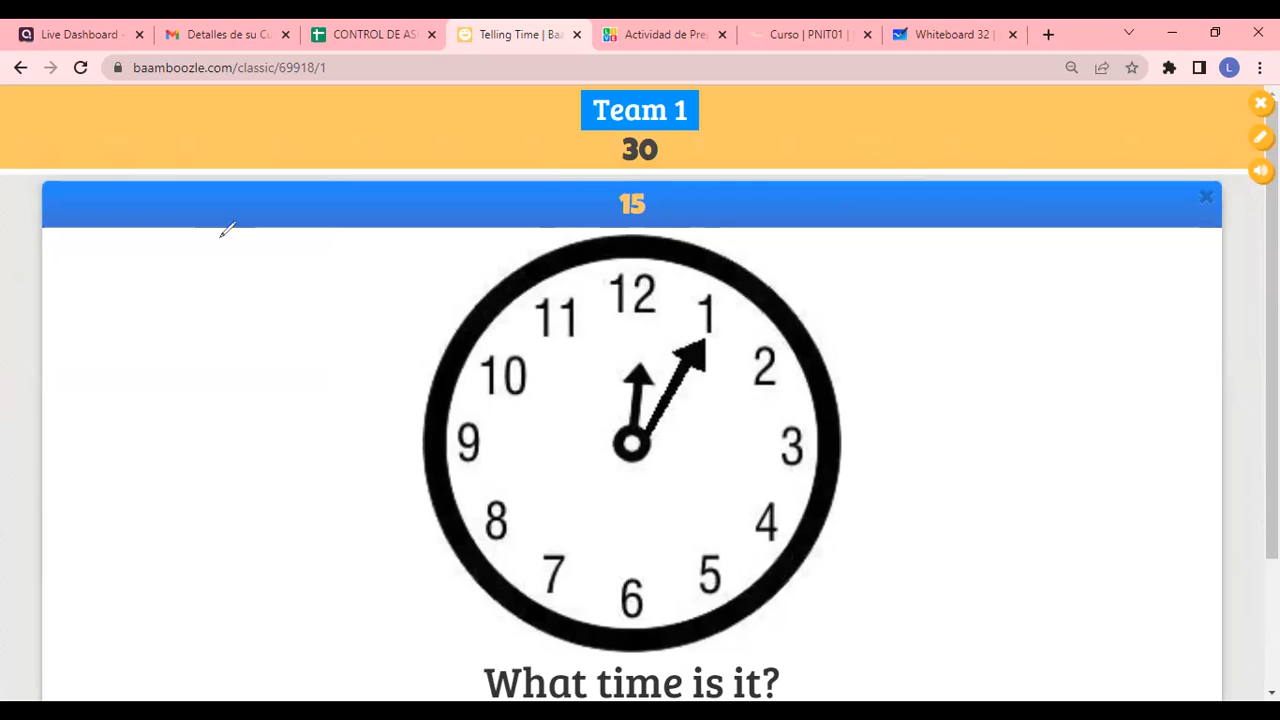 Live Dashboard -
Detalles de su Cu
CONTROL DE AS
Telling Time | Baa
Actividad de Prep
Curso | PNIT01 |
Whiteboard 32 |
baamboozle.com/classic/69918/1
L
Team 1
30
15
12
11 1
10 2
9 3
8 4
7 5
6
What time is it?